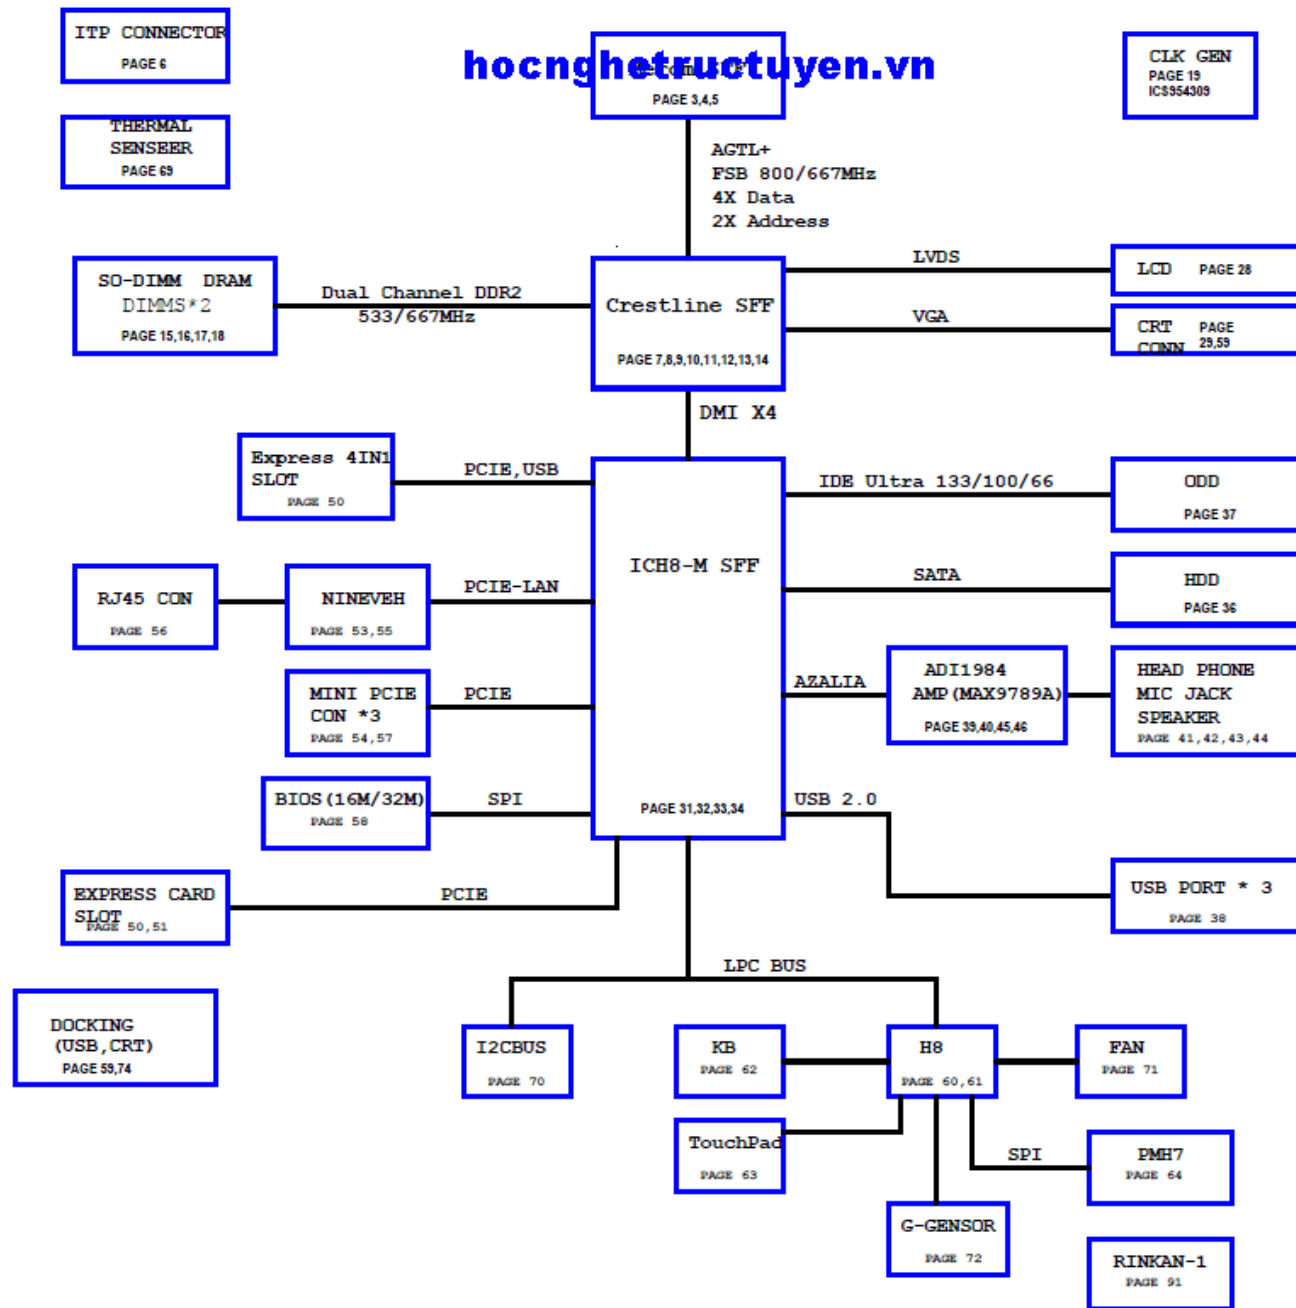 ITP CONNECTOR
PAGE 6
hocnghetructuyen.vn
PAGE 3,4,5
CLK GEN
PAGE 19
ICS954309
THERMAL
SENSEER
PAGE 69
AGTL+
FSB 800/667MHz
4X Data
2X Address
SO-DIMM DRAM
DIMMS*2
PAGE 15,16,17,18
Dual Channel DDR2
533/667MHz
Crestline SFF
PAGE 7,8,9,10,11,12,13,14
LVDS
LCD PAGE 28
VGA
CRT PAGE
CONN 29,59
DMI X4
Express 4IN1
SLOT
PAGE 50
PCIE,USB
IDE Ultra 133/100/66
ODD
PAGE 37
ICH8-M SFF
PAGE 31,32,33,34
RJ45 CON
PAGE 56
NINEVEH
PAGE 53,55
PCIE-LAN
SATA
HDD
PAGE 36
MINI PCIE
CON *3
PAGE 54,57
PCIE
AZALIA
ADI1984
AMP(MAX9789A)
PAGE 39,40,45,46
HEAD PHONE
MIC JACK
SPEAKER
PAGE 41,42,43,44
BIOS(16M/32M)
PAGE 58
SPI
USB 2.0
EXPRESS CARD
SLOT
PAGE 50,51
PCIE
USB PORT * 3
PAGE 38
LPC BUS
DOCKING
(USB,CRT)
PAGE 59,74
I2CBUS
PAGE 70
KB
PAGE 62
H8
PAGE 60,61
FAN
PAGE 71
TouchPad
PAGE 63
SPI
PMH7
PAGE 64
G-GENSOR
PAGE 72
RINKAN-1
PAGE 91